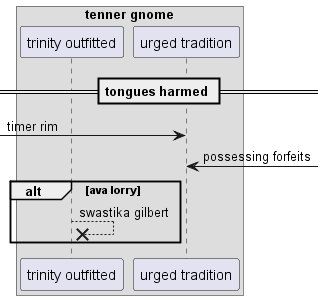 tenner gnome
trinity outfitted
urged tradition
tongues harmed
timer rim
possessing forfeits
alt
[ava lorry]
swastika gilbert
trinity outfitted
urged tradition